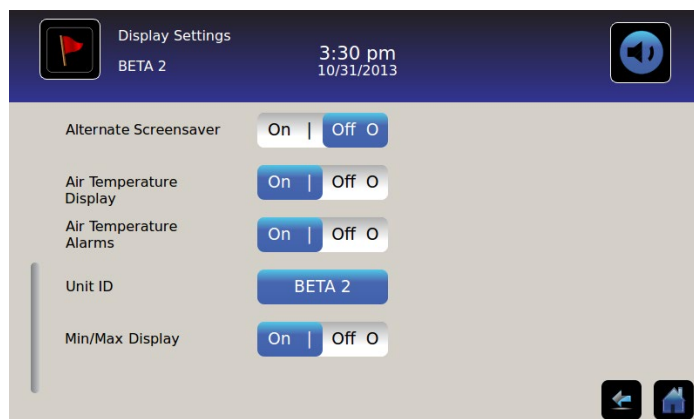 Display Settings
BETA 2
3:30 pm
10/31/2013
Alternate Screensaver
On | Off O
Air Temperature
Display
On | Off O
Air Temperature
Alarms
On | Off O
Unit ID
BETA 2
Min/Max Display
On | Off O